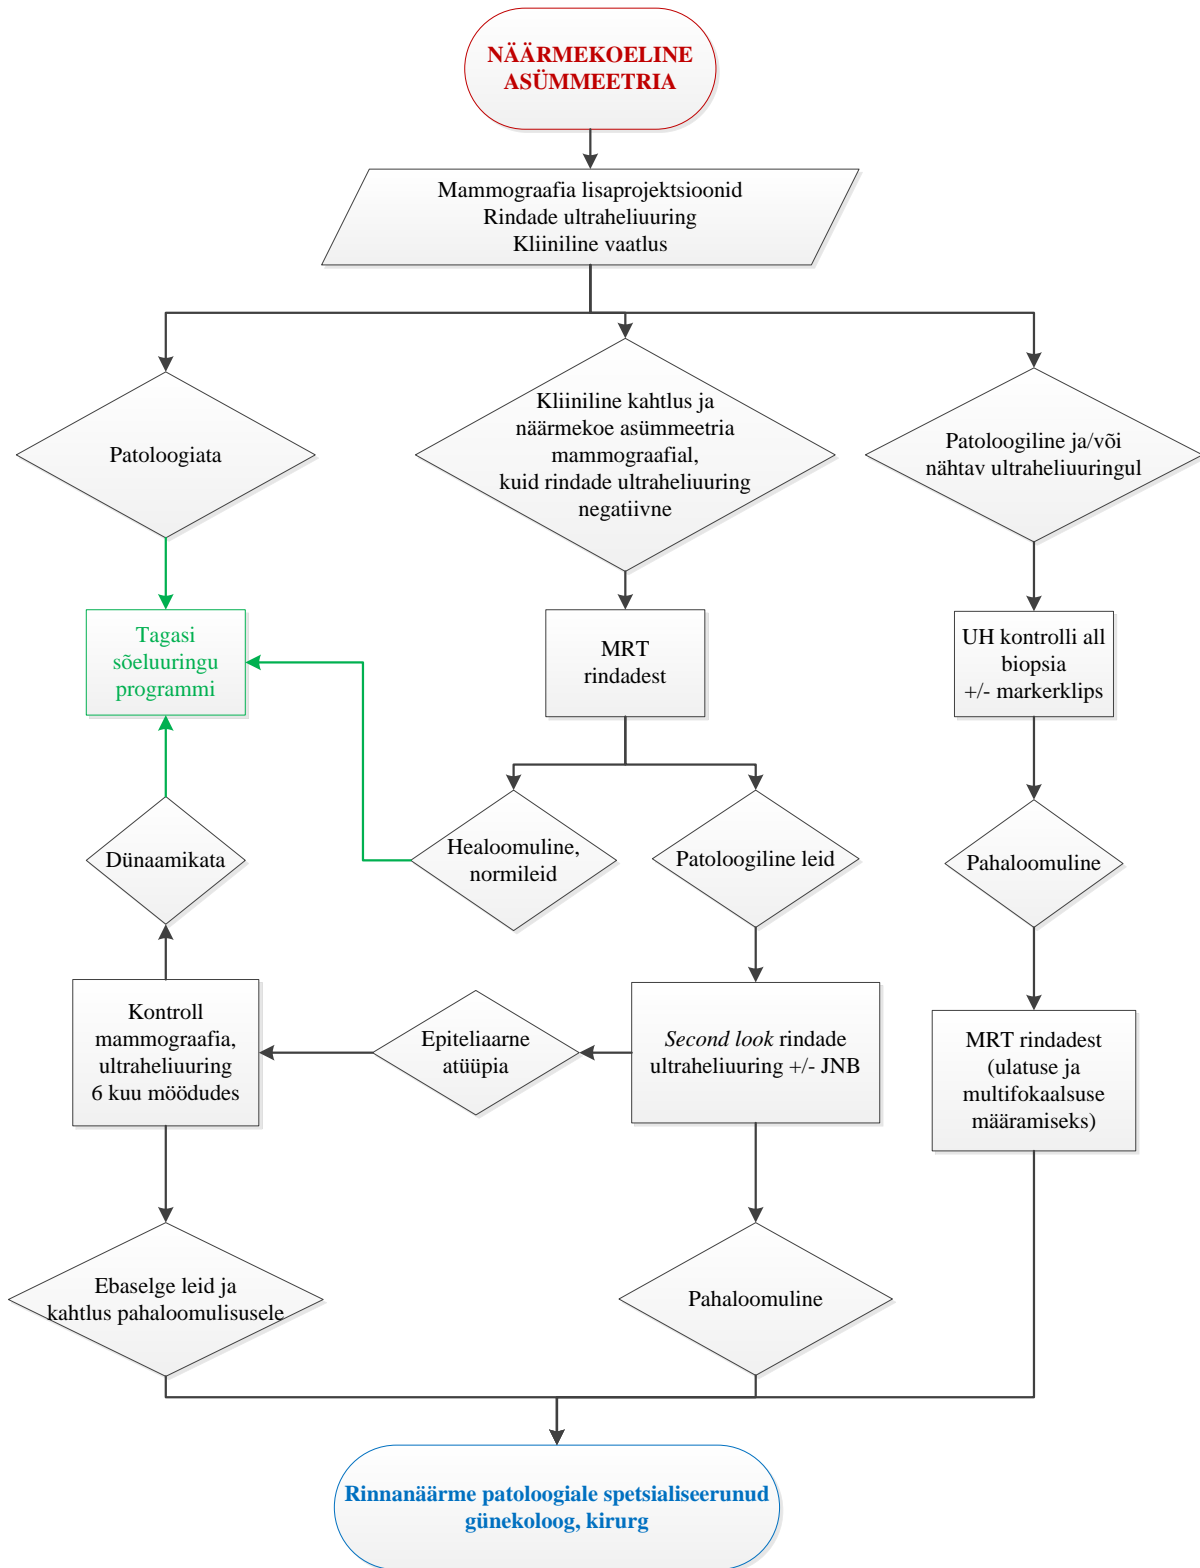 NÄÄRMEKOELINE
ASÜMMEETRIA
Mammograafia lisaprojektsioonid
Rindade ultraheliuuring
Kliiniline vaatlus
Patoloogiata
Kliiniline kahtlus ja
näärmekoe asümmeetria
mammograafial,
kuid rindade ultraheliuuring
negatiivne
Patoloogiline ja/või
nähtav ultraheliuuringul
Tagasi
sõeluuringu
programmi
MRT
rindadest
UH kontrolli all
biopsia
+/- markerklips
Dünaamikata
Healoomuline,
normileid
Patoloogiline leid
Pahaloomuline
Kontroll
mammograafia,
ultraheliuuring
6 kuu möödudes
Epiteliaarne
atüüpia
Second look rindade
ultraheliuuring +/- JNB
MRT rindadest
(ulatuse ja
multifokaalsuse
määramiseks)
Ebaselge leid ja
kahtlus pahaloomulisusele
Pahaloomuline
Rinnanäärme patoloogiale spetsialiseerunud
günekoloog, kirurg